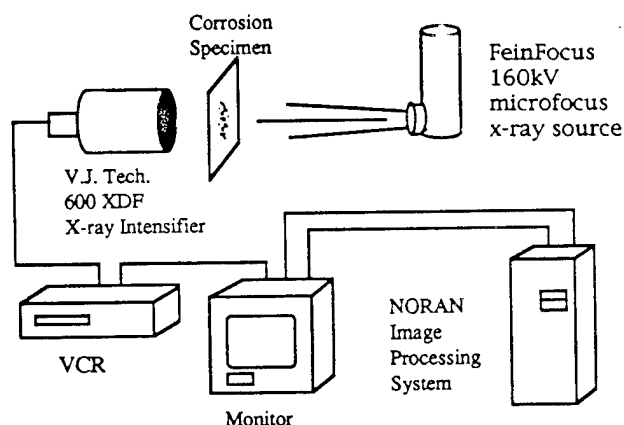 Corrosion
Specimen
FeinFocus
160kV
microfocus
x-ray source
V.J. Tech.
600 XDF
X-ray Intensifier
VCR
Monitor
NORAN
Image
Processing
System